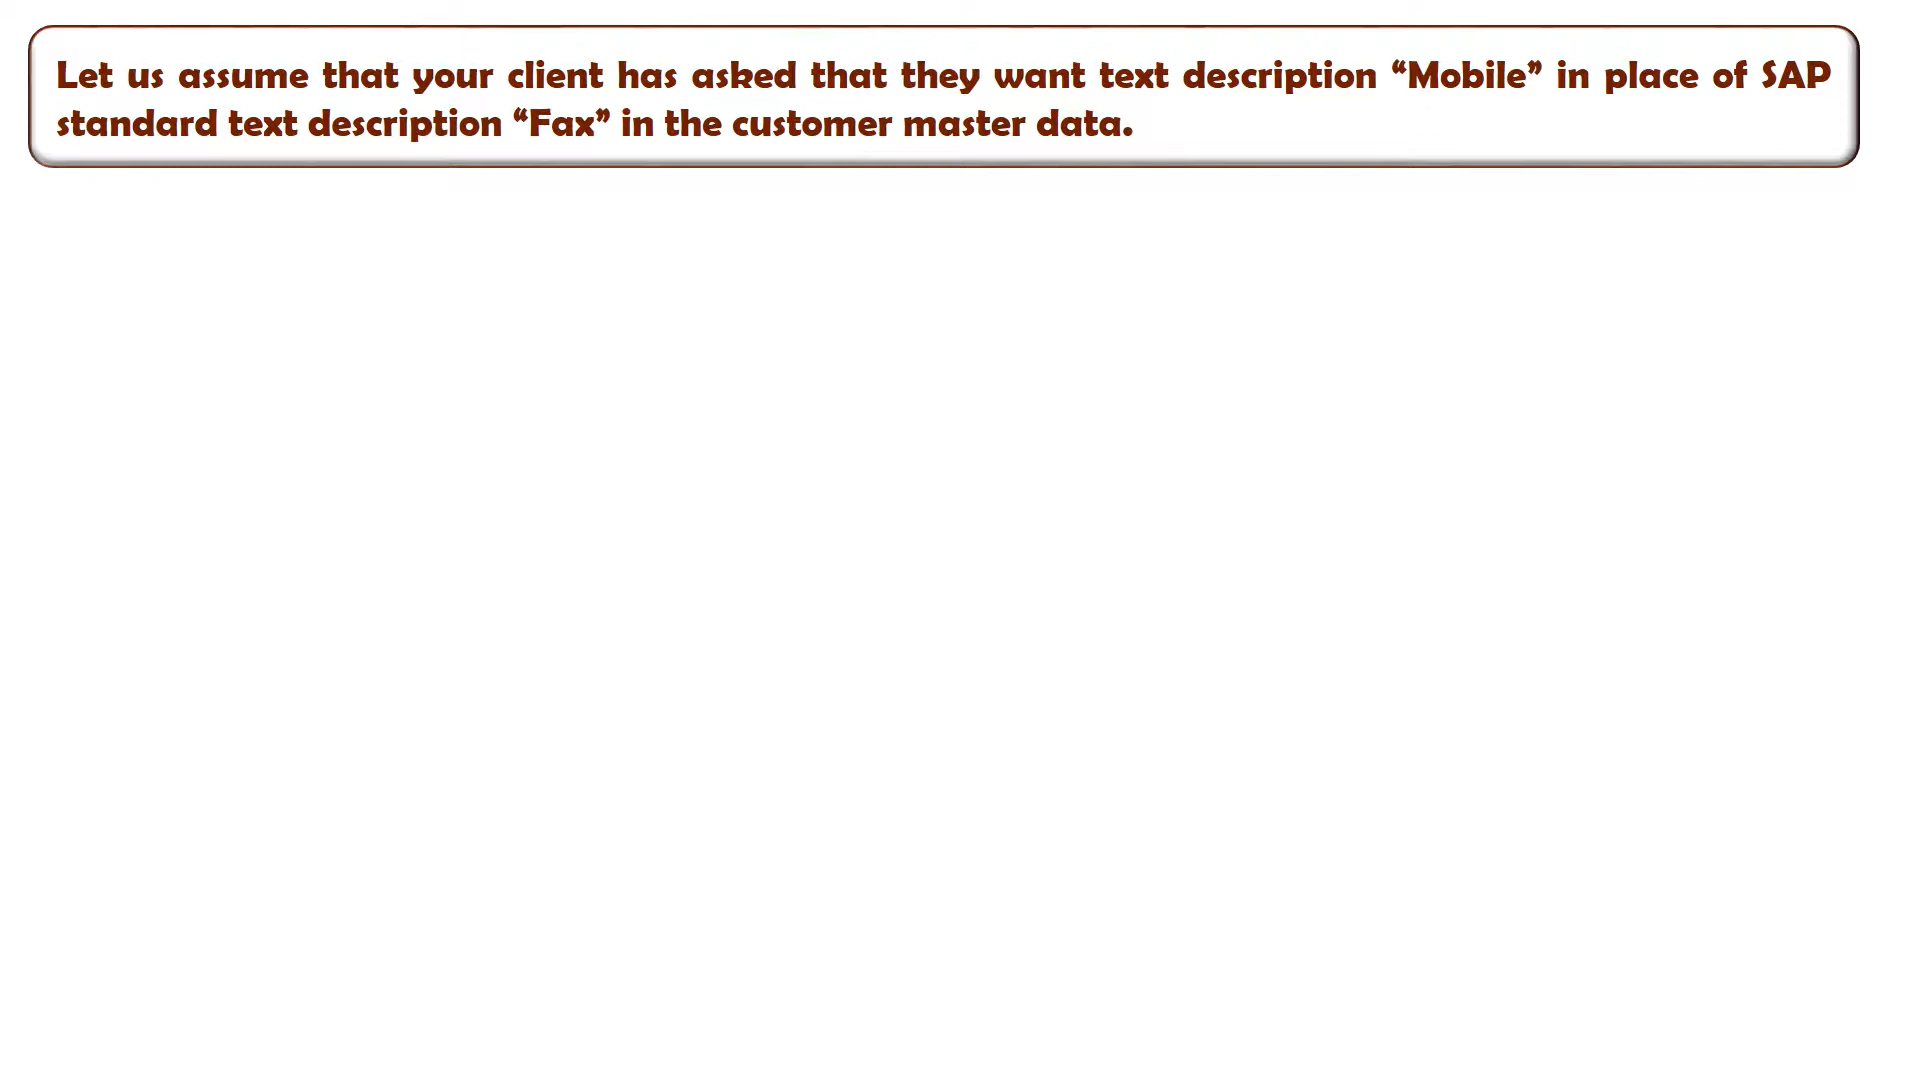 Let us assume that your client has asked that they want text description “Mobile” in place of SAP
standard text description “Fax” in the customer master data.